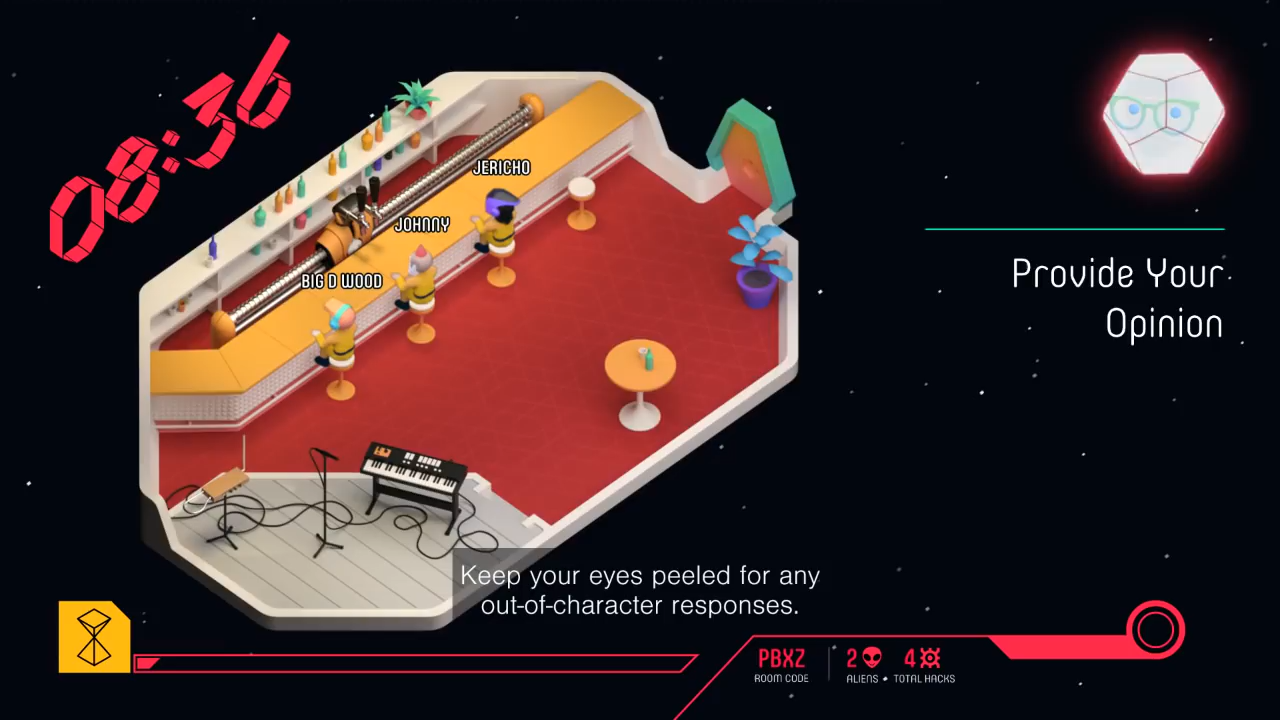 08:36
JERICHO
JOHNNY
BIG D WOOD
Provide Your
Opinion
Keep your eyes peeled for any
out-of-character responses.
PBXZ
ROOM CODE
2
ALIENS
4
TOTAL HACKS